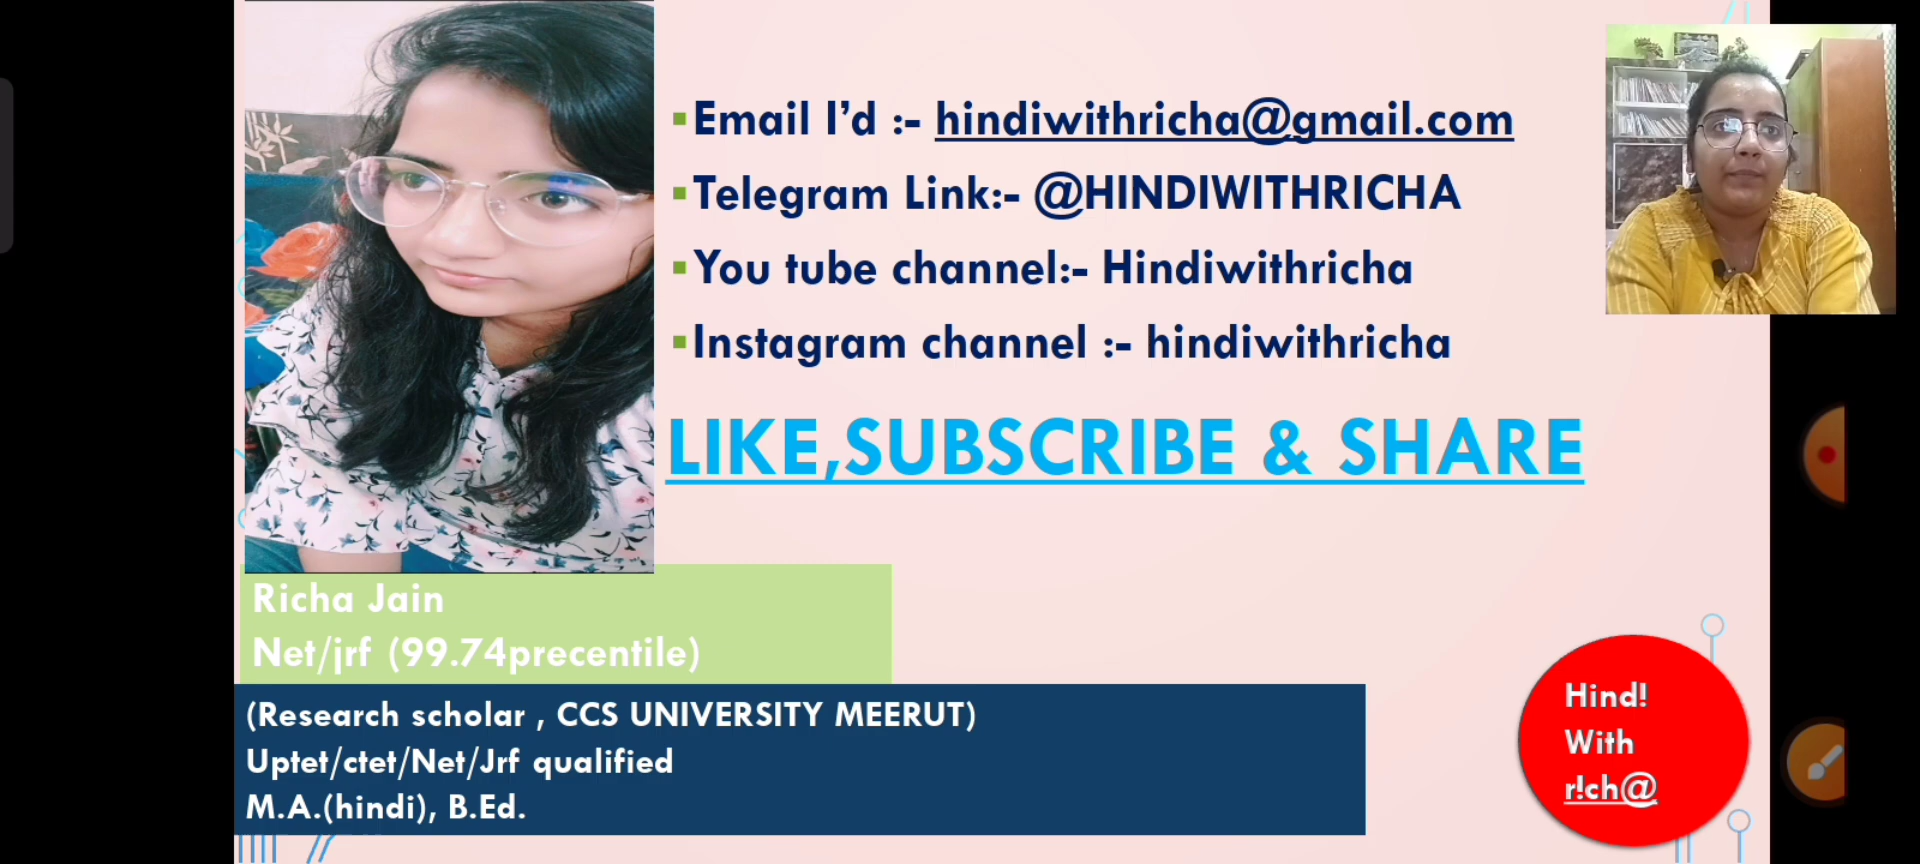 Email I’d :- hindiwithricha@gmail.com
Telegram Link:- @HINDIWITHRICHA
You tube channel:- Hindiwithricha
Instagram channel :- hindiwithricha
LIKE,SUBSCRIBE & SHARE
Richa Jain
Net/jrf (99.74precentile)
(Research scholar , CCS UNIVERSITY MEERUT)
Uptet/ctet/Net/Jrf qualified
M.A.(hindi), B.Ed.
Hind!
With
r!ch@